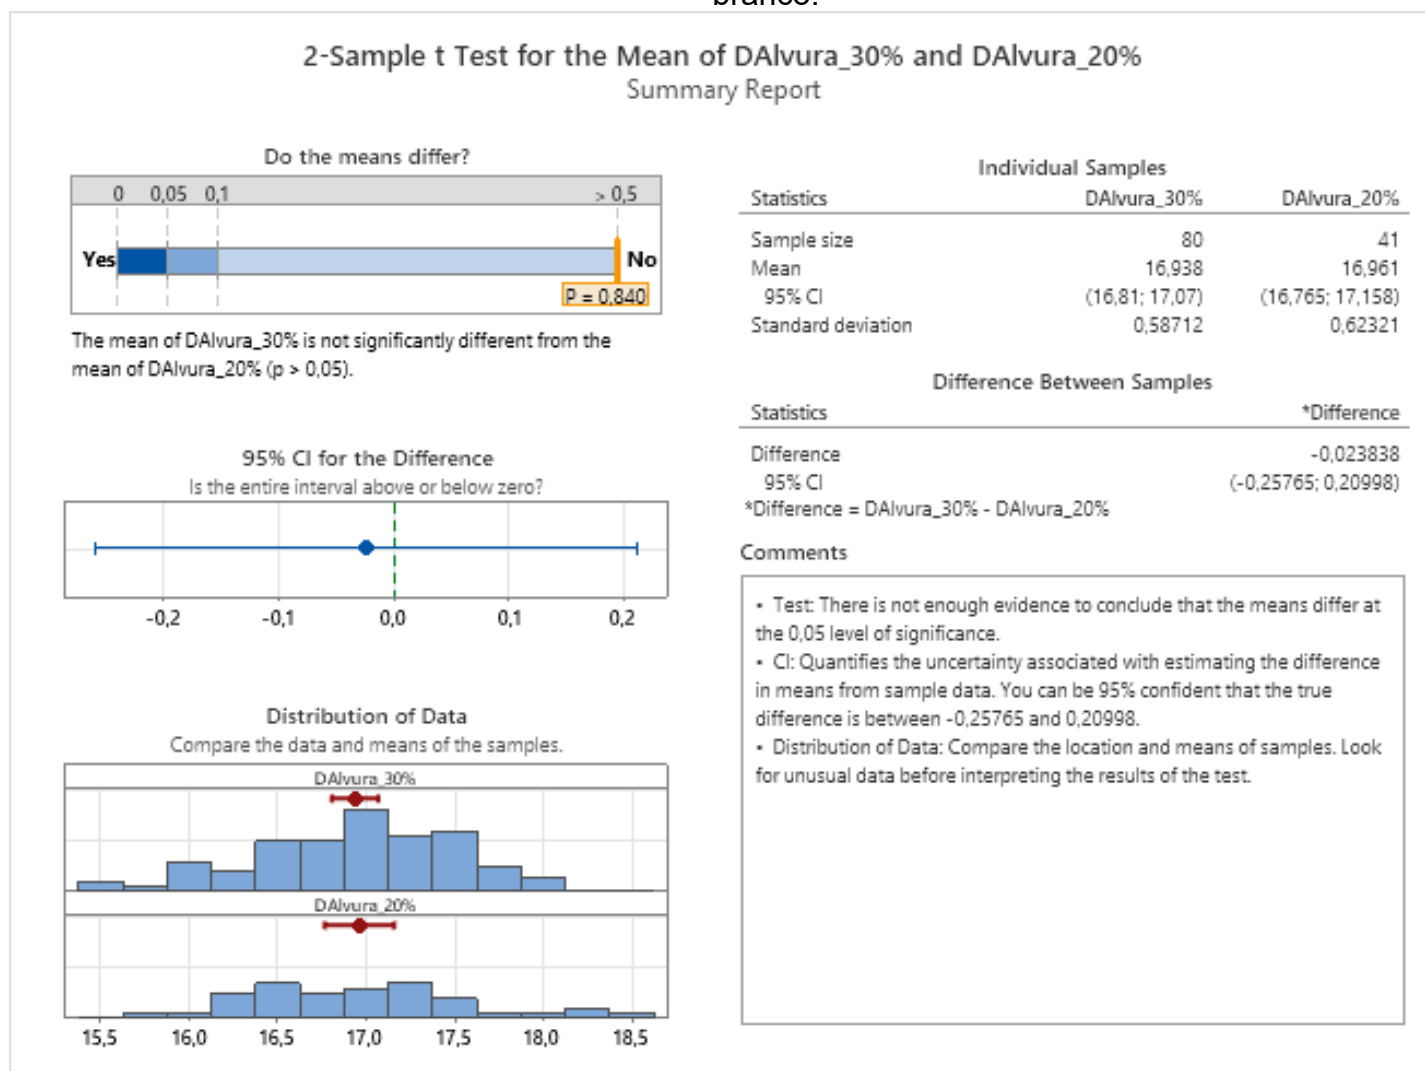 branco.
2-Sample t Test for the Mean of DAlvura_30% and DAlvura_20%
Summary Report
Do the means differ?
0 0,05 0,1 > 0,5
Yes No
P = 0,840
The mean of DAlvura_30% is not significantly different from the
mean of DAlvura_20% (p > 0,05).
95% CI for the Difference
Is the entire interval above or below zero?
-0,2 -0,1 0,0 0,1 0,2
Distribution of Data
Compare the data and means of the samples.
DAlvura_30%
DAlvura_20%
15,5 16,0 16,5 17,0 17,5 18,0 18,5
Individual Samples
Statistics DAlvura_30% DAlvura_20%
Sample size 80 41
Mean 16,938 16,961
95% CI (16,81; 17,07) (16,765; 17,158)
Standard deviation 0,58712 0,62321
Difference Between Samples
Statistics *Difference
Difference -0,023838
95% CI (-0,25765; 0,20998)
*Difference = DAlvura_30% - DAlvura_20%
Comments
• Test: There is not enough evidence to conclude that the means differ at
the 0,05 level of significance.
• CI: Quantifies the uncertainty associated with estimating the difference
in means from sample data. You can be 95% confident that the true
difference is between -0,25765 and 0,20998.
• Distribution of Data: Compare the location and means of samples. Look
for unusual data before interpreting the results of the test.